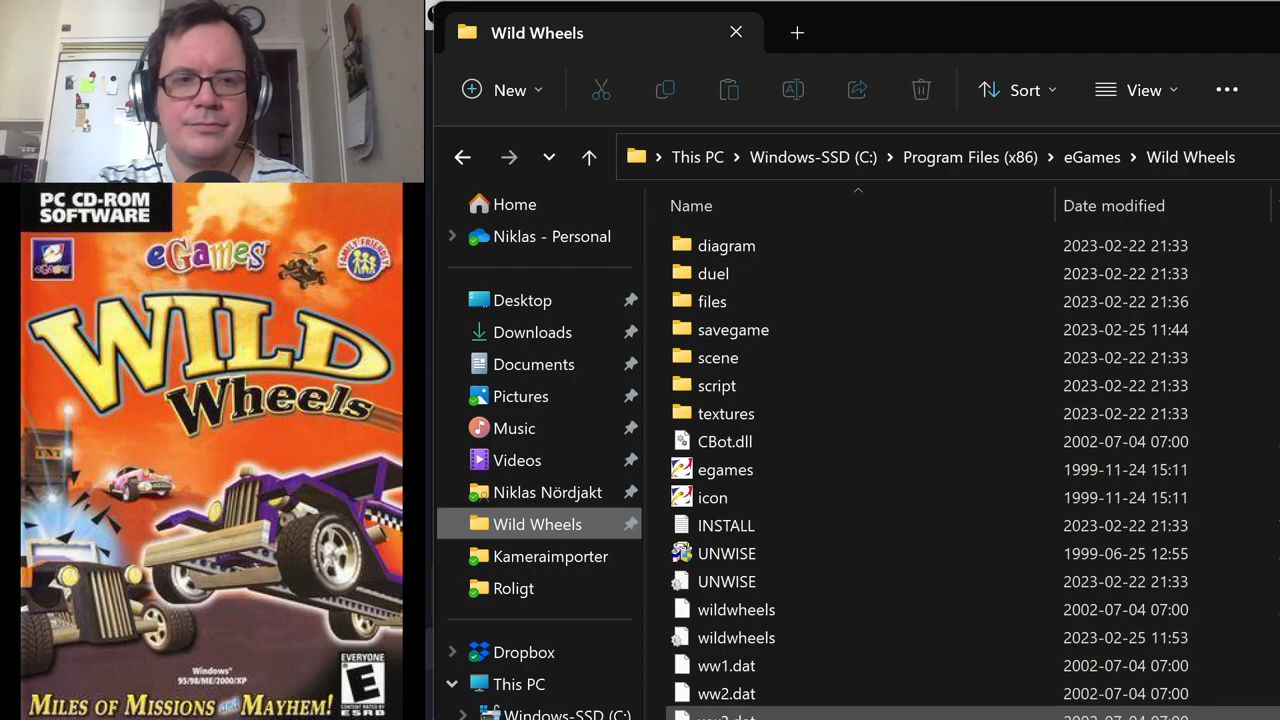 PC CD-ROM
SOFTWARE
eGames
FAMILY FRIENDLY
WILD
Wheels
TNT
Windows
95/98/ME/2000/XP
MILES OF MISSIONS and MAYHEM!
EVERYONE
E
ESRB
Wild Wheels
New
Sort
View
This PC
Windows-SSD (C:)
Program Files (x86)
eGames
Wild Wheels
Home
Niklas - Personal
Desktop
Downloads
Documents
Pictures
Music
Videos
Niklas Nördjakt
Wild Wheels
Kameraimporter
Roligt
Dropbox
This PC
Windows-SSD (C:)
Name Date modified
diagram 2023-02-22 21:33
duel 2023-02-22 21:33
files 2023-02-22 21:36
savegame 2023-02-25 11:44
scene 2023-02-22 21:33
script 2023-02-22 21:33
textures 2023-02-22 21:33
CBot.dll 2002-07-04 07:00
egames 1999-11-24 15:11
icon 1999-11-24 15:11
INSTALL 2023-02-22 21:33
UNWISE 1999-06-25 12:55
UNWISE 2023-02-22 21:33
wildwheels 2002-07-04 07:00
wildwheels 2023-02-25 11:53
ww1.dat 2002-07-04 07:00
ww2.dat 2002-07-04 07:00